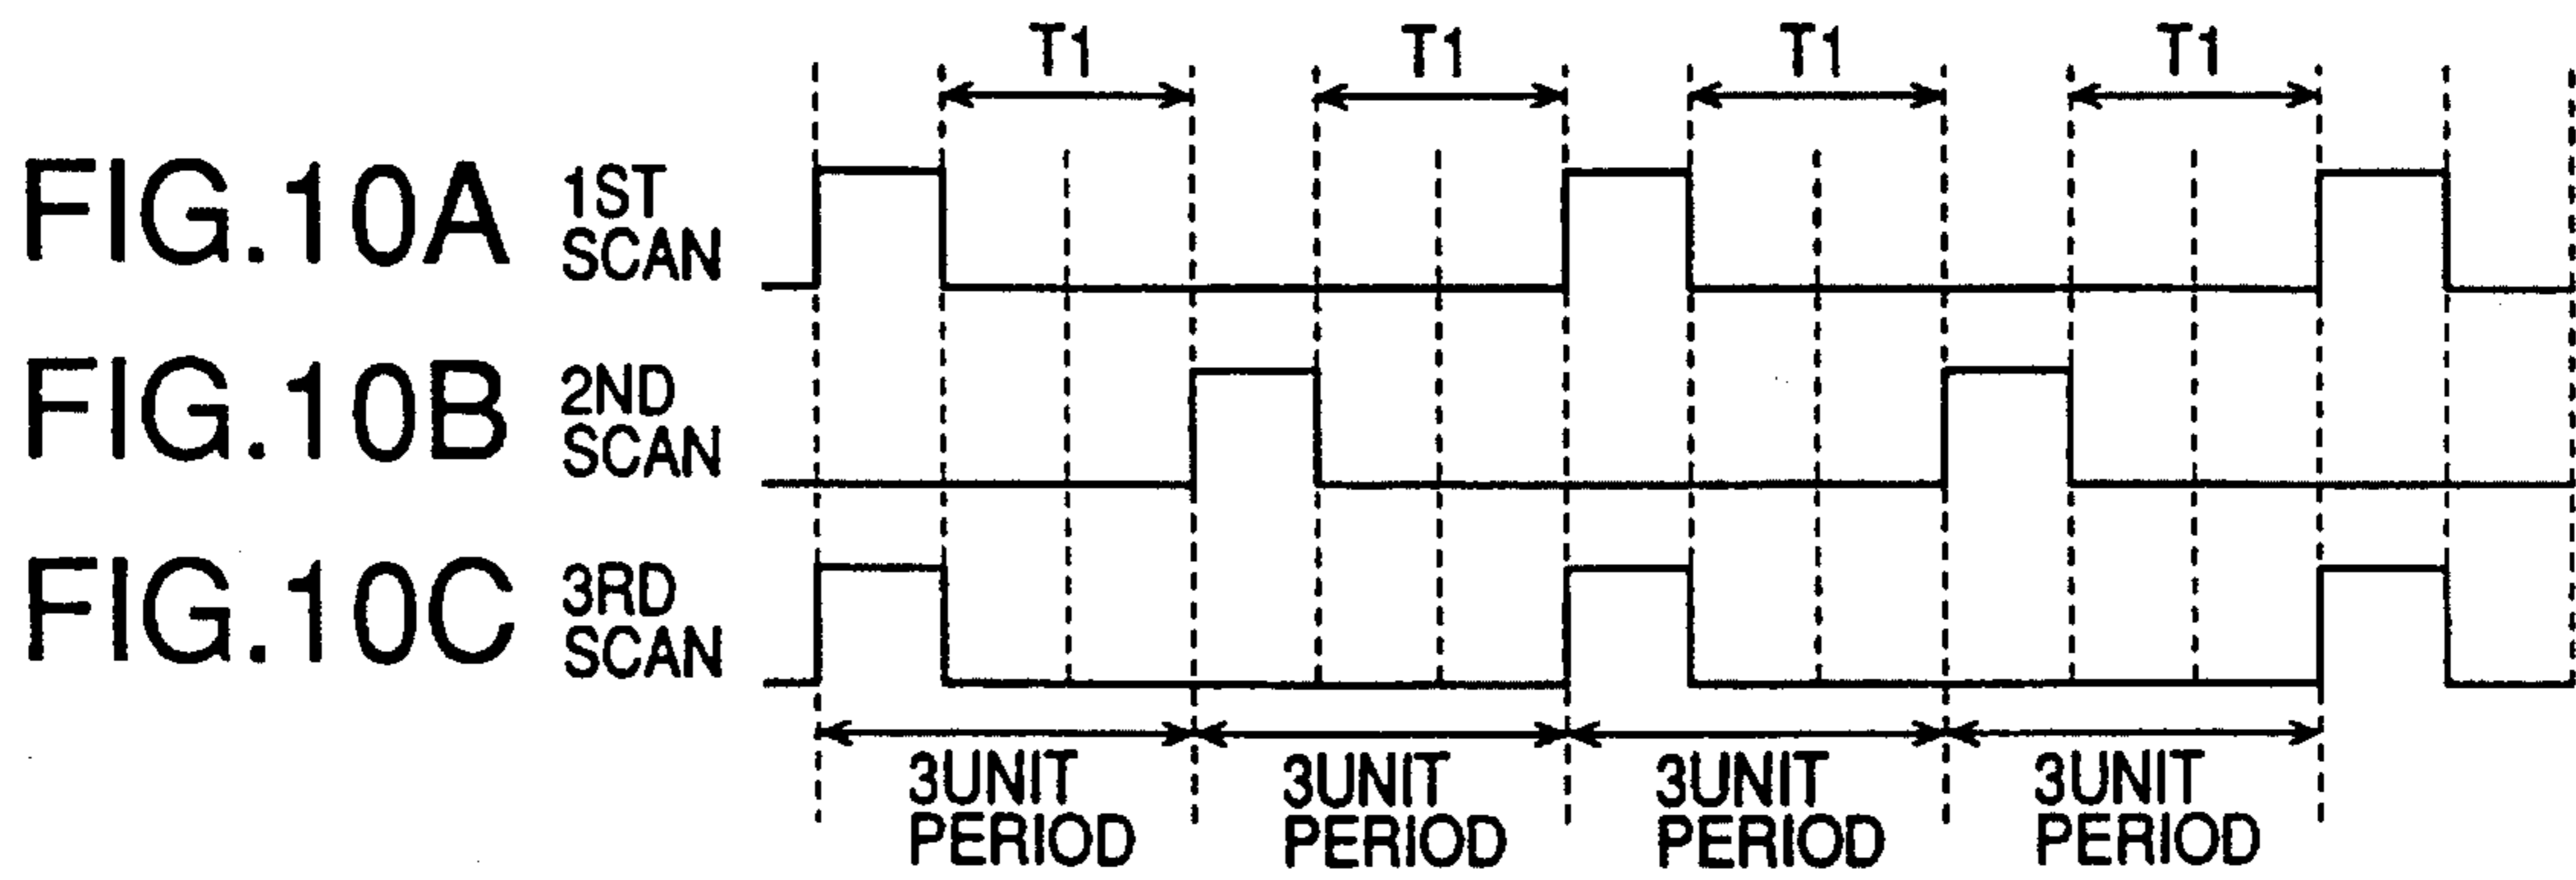 T1 T1 T1 T1
FIG.10A 1ST
SCAN
FIG.10B 2ND
SCAN
FIG.10C 3RD
SCAN
3UNIT 3UNIT 3UNIT 3UNIT
PERIOD PERIOD PERIOD PERIOD